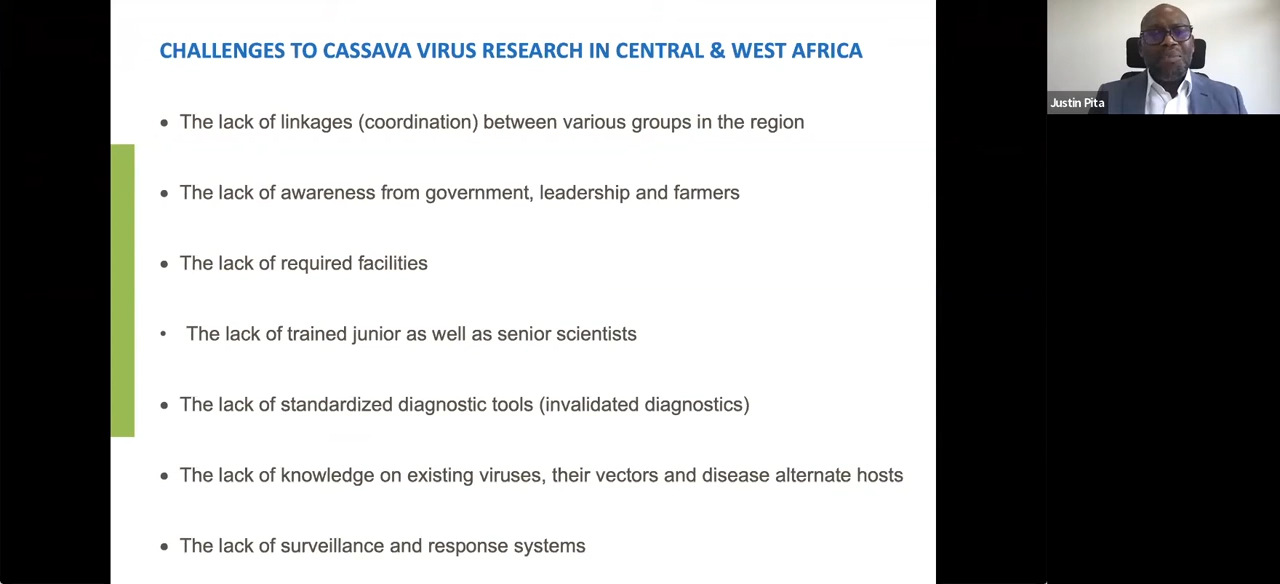 CHALLENGES TO CASSAVA VIRUS RESEARCH IN CENTRAL & WEST AFRICA
• The lack of linkages (coordination) between various groups in the region
• The lack of awareness from government, leadership and farmers
• The lack of required facilities
• The lack of trained junior as well as senior scientists
• The lack of standardized diagnostic tools (invalidated diagnostics)
• The lack of knowledge on existing viruses, their vectors and disease alternate hosts
• The lack of surveillance and response systems
Justin Pita